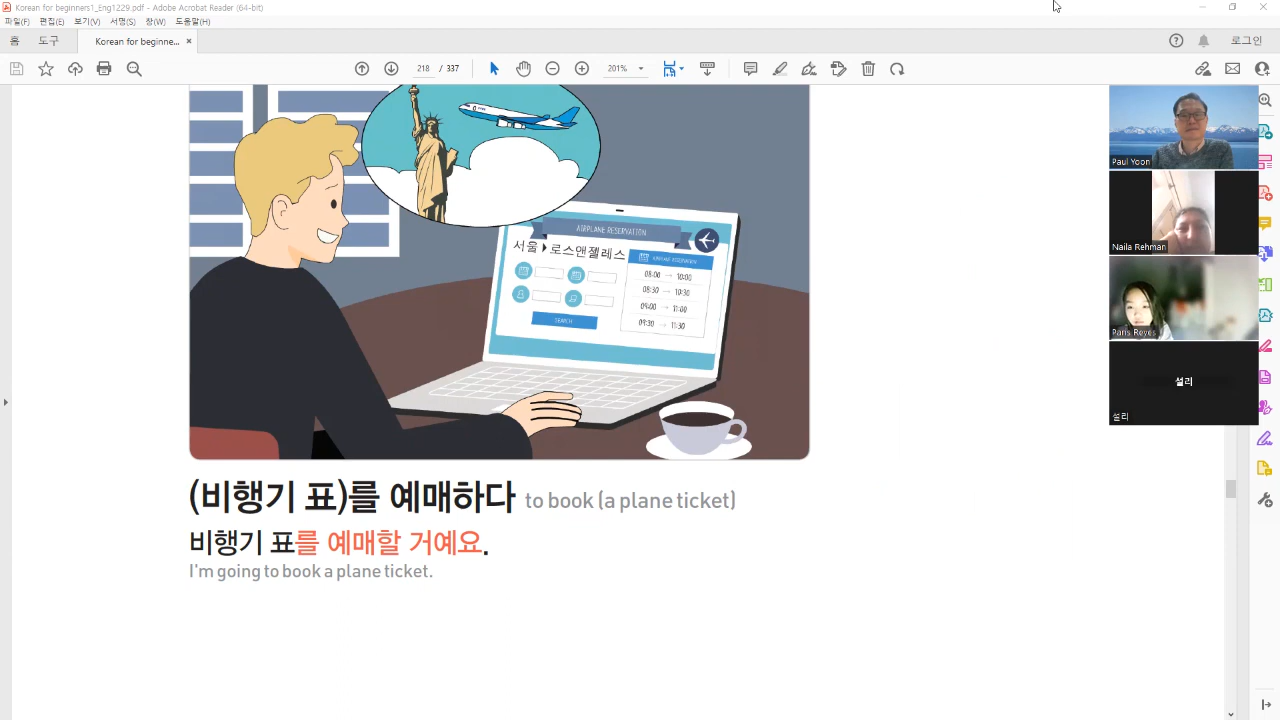 Korean for beginners1_Eng1229.pdf - Adobe Acrobat Reader (64-bit)
파일(F) 편집(E) 보기(V) 서명(S) 창(W) 도움말(H)
홈 도구 Korean for beginne... × 로그인
218 / 337 201%
AIRPLANE RESERVATION
서울 로스앤젤레스
08:00 → 10:00
08:30 → 10:30
09:00 → 11:00
09:30 → 11:30
SEARCH
(비행기 표)를 예매하다 to book (a plane ticket)
비행기 표를 예매할 거예요.
I'm going to book a plane ticket.
Paul Yoon
Naila Rehman
Paris Reyes
설리
설리